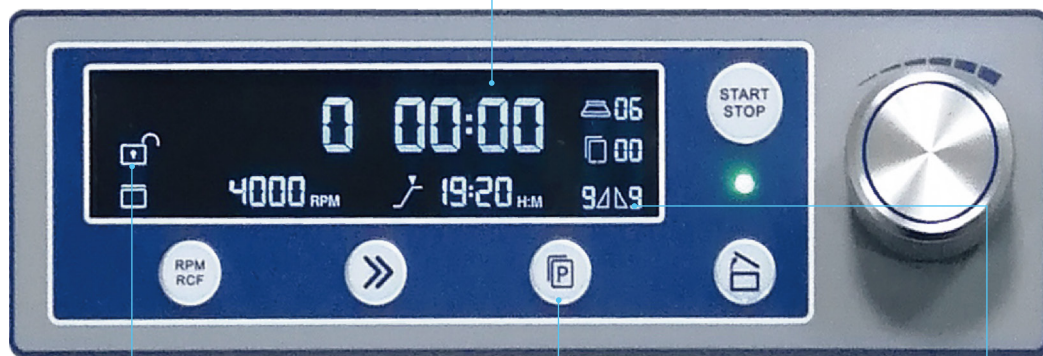 0 00:00 06
00
4000 RPM 19:20 H:M 9 9
START
STOP
RPM
RCF
P